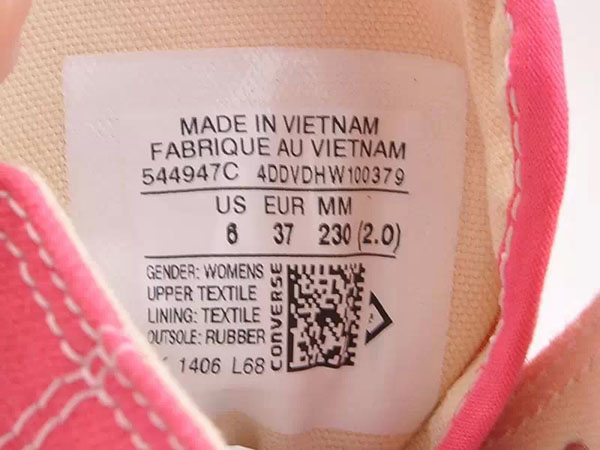 MADE IN VIETNAM
FABRIQUE AU VIETNAM
544947C 4DDVDHW100379
US EUR MM
6 37 230 (2.0)
GENDER: WOMENS
UPPER TEXTILE
LINING: TEXTILE
OUTSOLE: RUBBER
1406 L68
CONVERSE